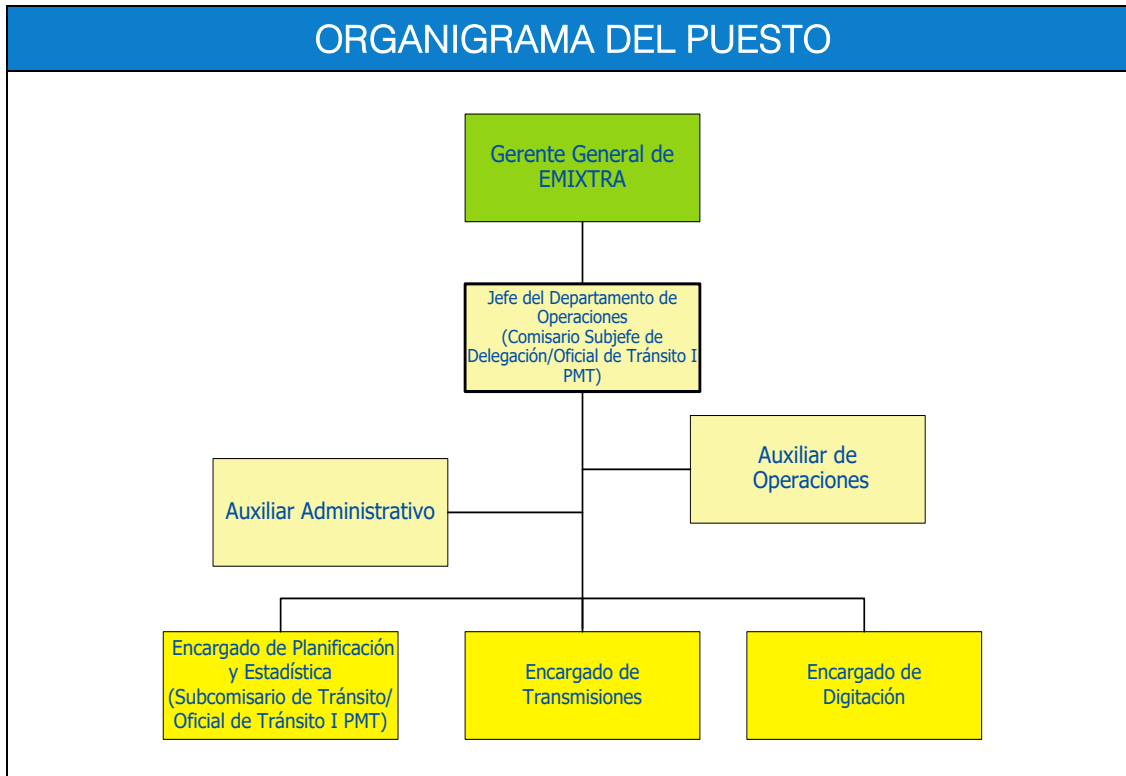 ORGANIGRAMA DEL PUESTO
Gerente General de
EMIXTRA
Jefe del Departamento de
Operaciones
(Comisario Subjefe de
Delegación/Oficial de Tránsito I
PMT)
Auxiliar de
Operaciones
Auxiliar Administrativo
Encargado de Planificación
y Estadística
(Subcomisario de Tránsito/
Oficial de Tránsito I PMT)
Encargado de
Transmisiones
Encargado de
Digitación